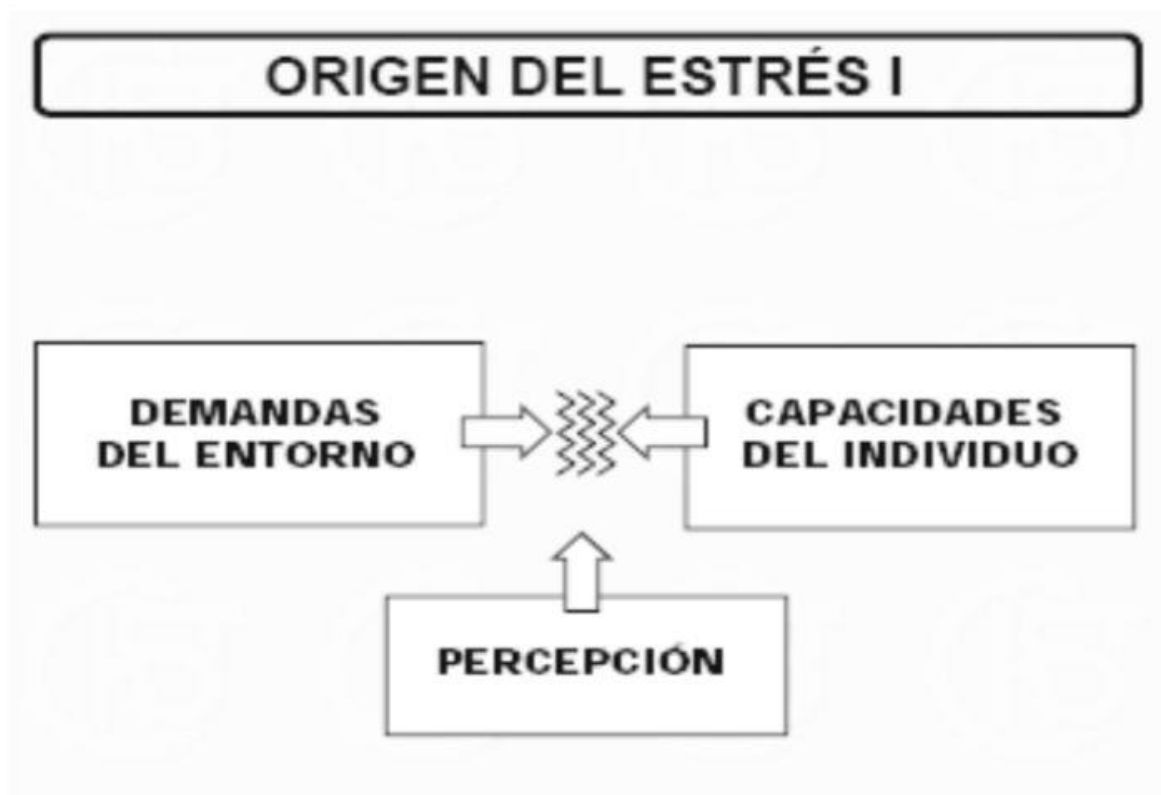 ORIGEN DEL ESTRÉS I
DEMANDAS
DEL ENTORNO
CAPACIDADES
DEL INDIVIDUO
PERCEPCIÓN